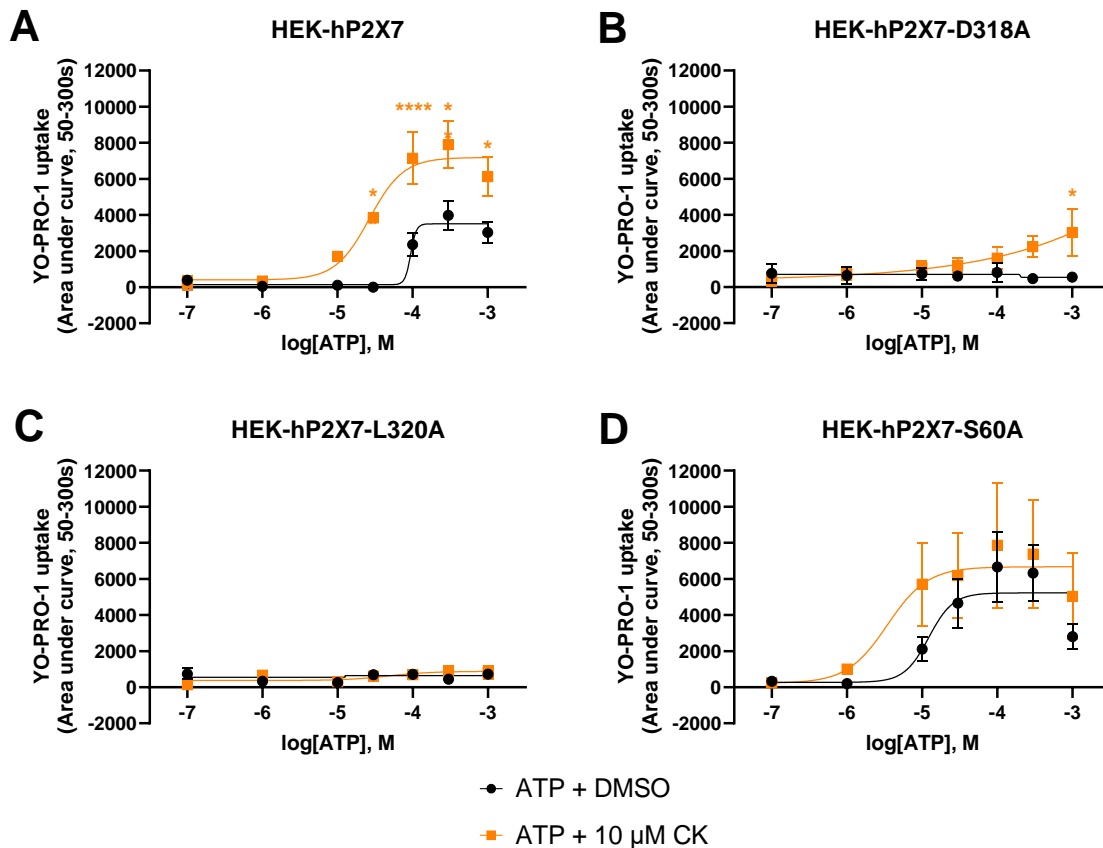 A
HEK-hP2X7
YO-PRO-1 uptake
(Area under curve, 50-300s)
12000
10000
8000
6000
4000
2000
0
-2000
-7
-6
-5
-4
-3
log[ATP], M
*
****
*
*
*
B
HEK-hP2X7-D318A
YO-PRO-1 uptake
(Area under curve, 50-300s)
12000
10000
8000
6000
4000
2000
0
-2000
-7
-6
-5
-4
-3
log[ATP], M
*
C
HEK-hP2X7-L320A
YO-PRO-1 uptake
(Area under curve, 50-300s)
12000
10000
8000
6000
4000
2000
0
-2000
-7
-6
-5
-4
-3
log[ATP], M
D
HEK-hP2X7-S60A
YO-PRO-1 uptake
(Area under curve, 50-300s)
12000
10000
8000
6000
4000
2000
0
-2000
-7
-6
-5
-4
-3
log[ATP], M
ATP + DMSO
ATP + 10 µM CK